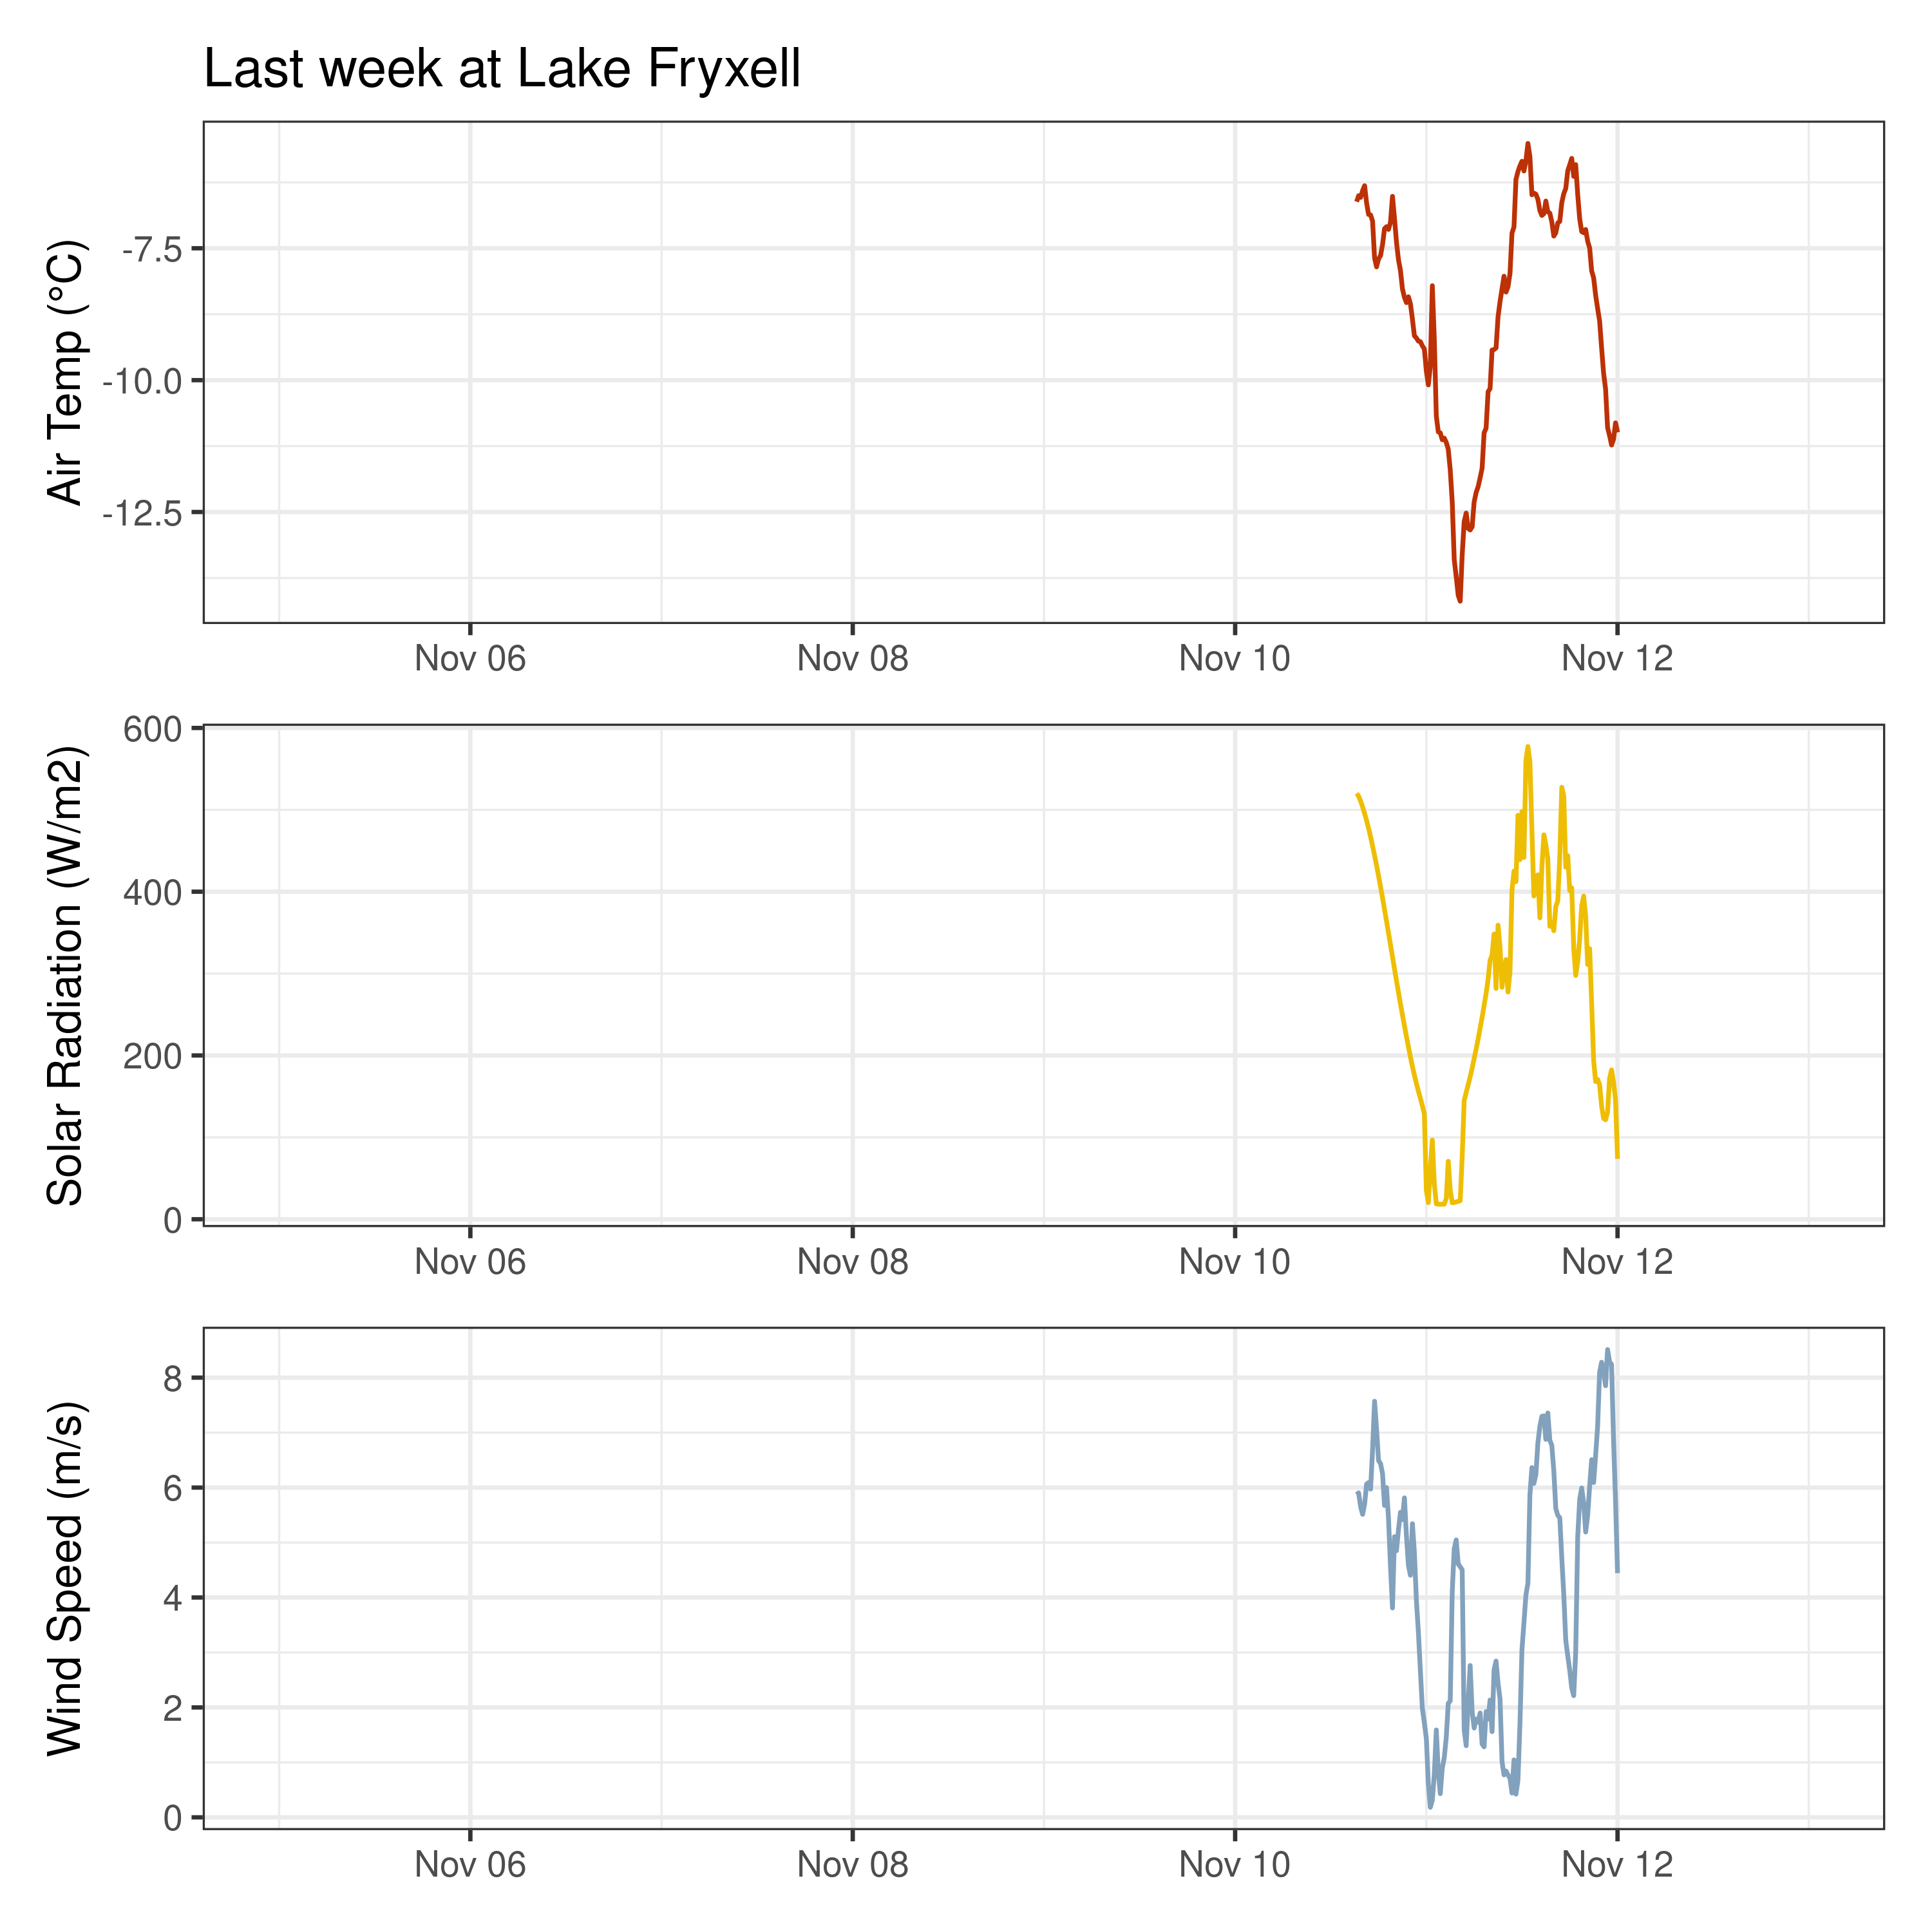 Last week at Lake Fryxell
Air Temp (°C)
-7.5
-10.0
-12.5
Nov 06 Nov 08 Nov 10 Nov 12
Solar Radiation (W/m2)
600
400
200
0
Nov 06 Nov 08 Nov 10 Nov 12
Wind Speed (m/s)
8
6
4
2
0
Nov 06 Nov 08 Nov 10 Nov 12